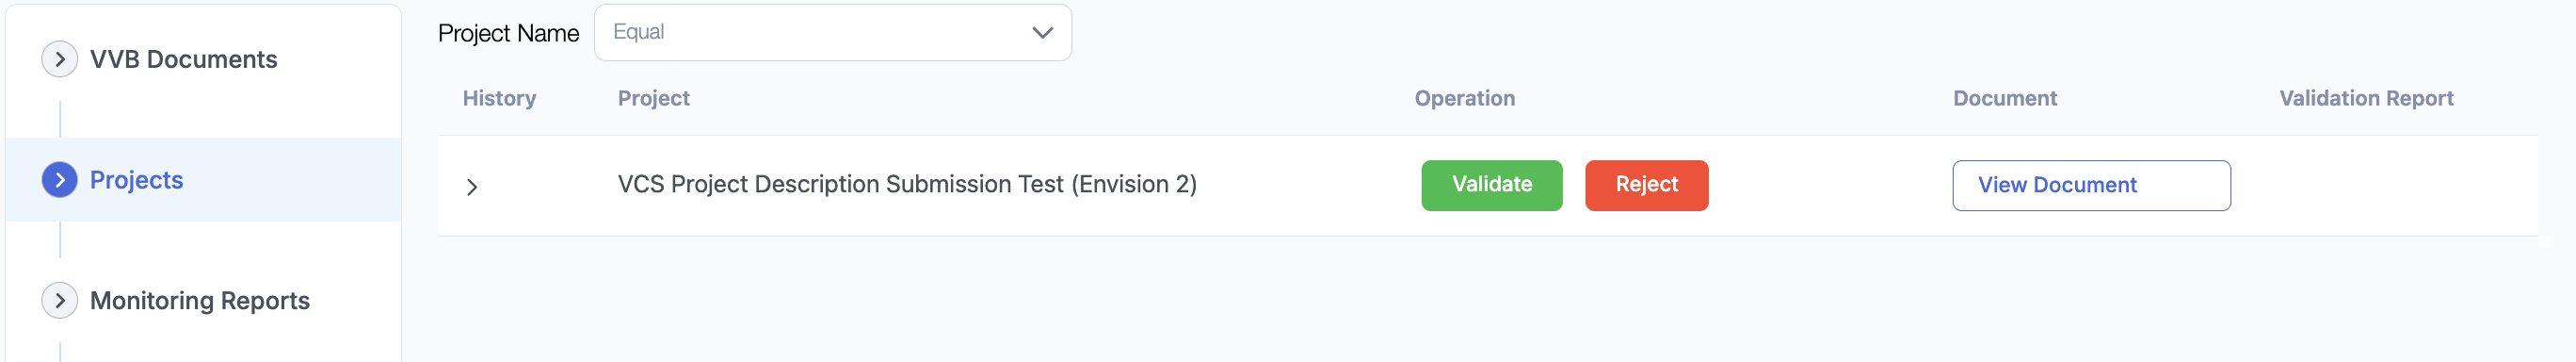 VVB Documents
Projects
Monitoring Reports
Project Name Equal
History Project Operation Document Validation Report
VCS Project Description Submission Test (Envision 2) Validate Reject View Document